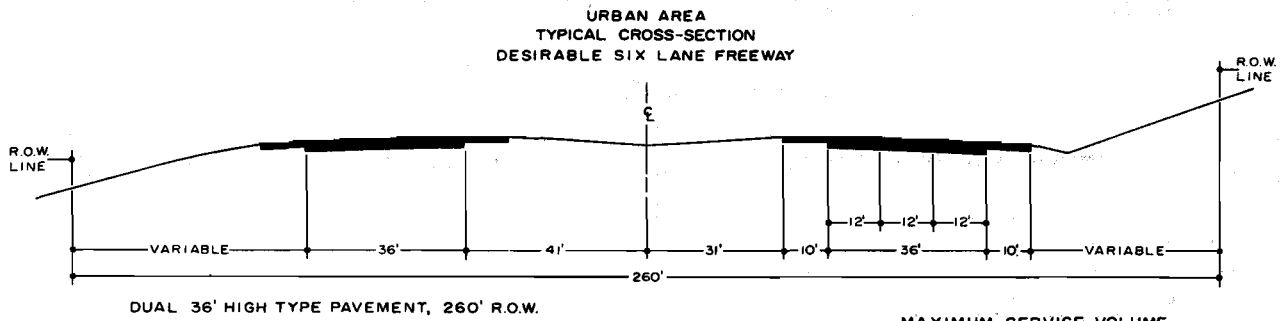 URBAN AREA
TYPICAL CROSS-SECTION
DESIRABLE SIX LANE FREEWAY
R.O.W.
LINE
℄
R.O.W.
LINE
12' 12' 12'
VARIABLE 36' 41' 31' 10' 36' 10' VARIABLE
260'
DUAL 36' HIGH TYPE PAVEMENT, 260' R.O.W.
MAXIMUM SERVICE VOLUME